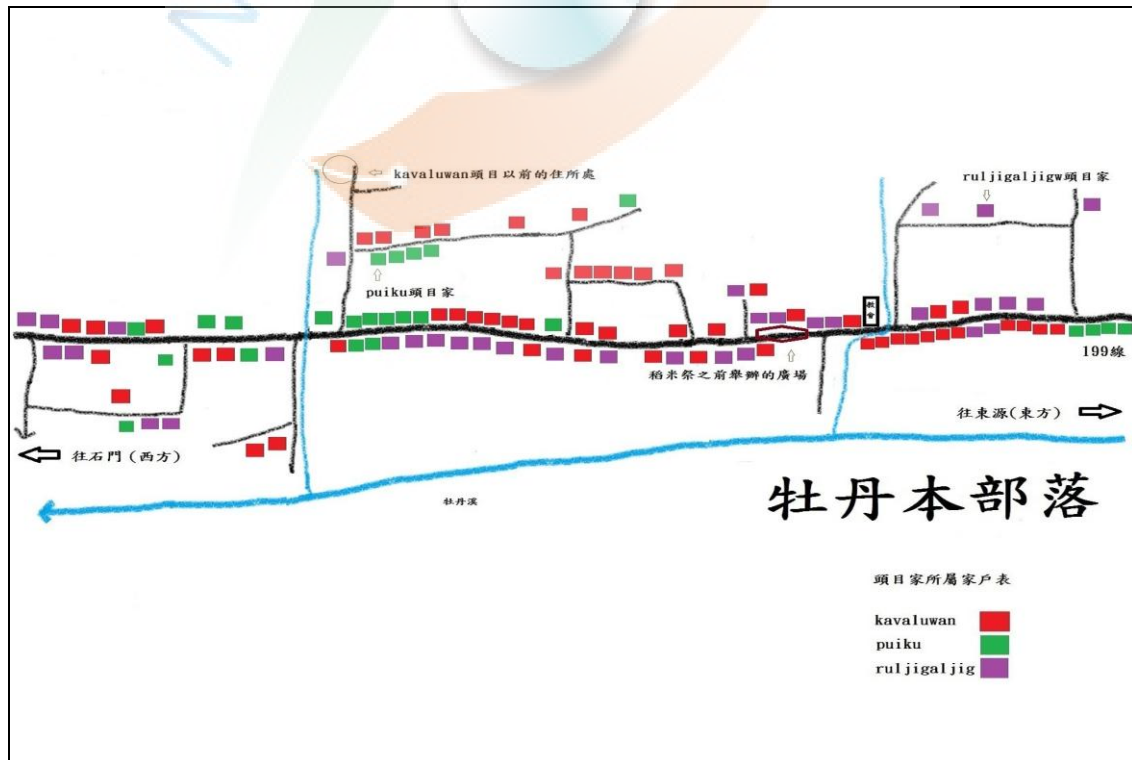 kavaluwan頭目以前的住所處
ruljigaljigw頭目家
puiku頭目家
教會
199線
稻米祭之前舉辦的廣場
往東源(東方)
往石門(西方)
牡丹溪
牡丹本部落
頭目家所屬家戶表
kavaluwan
puiku
ruljigaljig